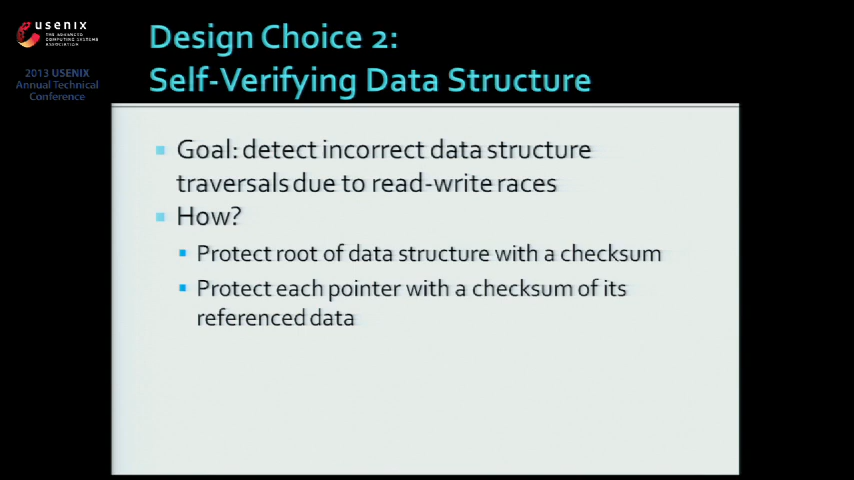 usenix
THE ADVANCED
COMPUTING SYSTEMS
ASSOCIATION
2013 USENIX
Annual Technical
Conference
Design Choice 2:
Self-Verifying Data Structure
Goal: detect incorrect data structure
traversals due to read-write races
How?
Protect root of data structure with a checksum
Protect each pointer with a checksum of its
referenced data